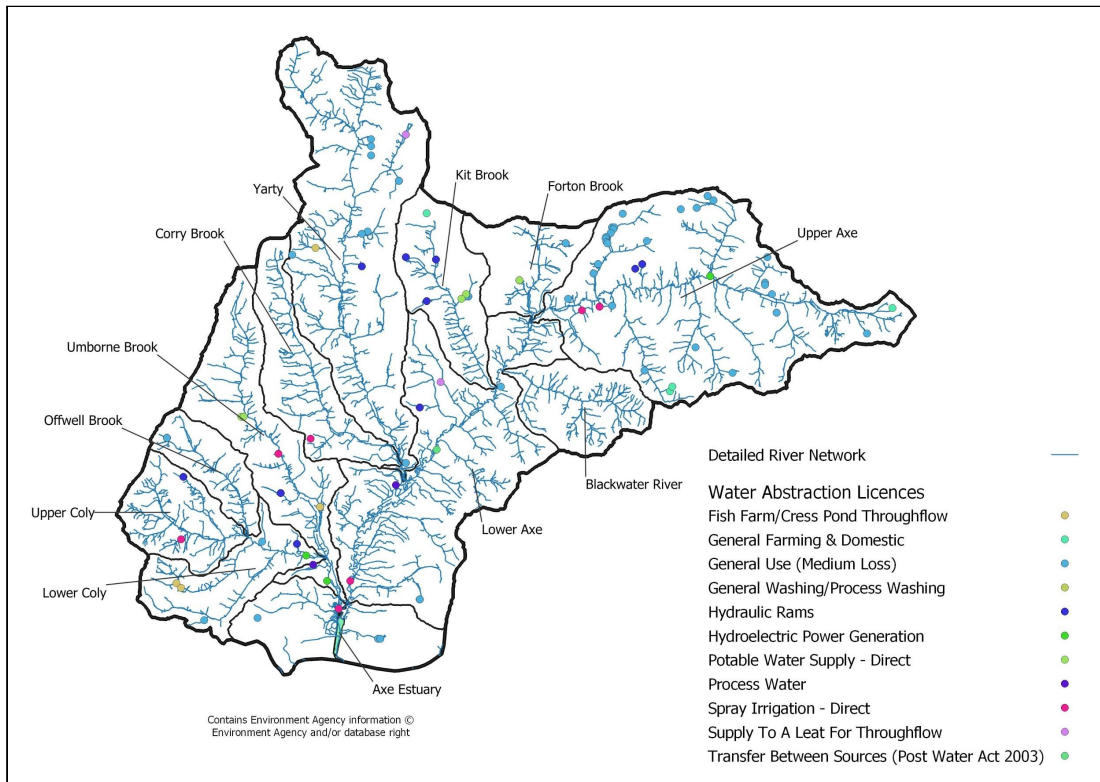 Kit Brook
Forton Brook
Yarty
Upper Axe
Corry Brook
Umborne Brook
Offwell Brook
Upper Coly
Lower Coly
Blackwater River
Lower Axe
Axe Estuary
Contains Environment Agency information ©
Environment Agency and/or database right
Detailed River Network
Water Abstraction Licences
Fish Farm/Cress Pond Throughflow
General Farming & Domestic
General Use (Medium Loss)
General Washing/Process Washing
Hydraulic Rams
Hydroelectric Power Generation
Potable Water Supply - Direct
Process Water
Spray Irrigation - Direct
Supply To A Leat For Throughflow
Transfer Between Sources (Post Water Act 2003)